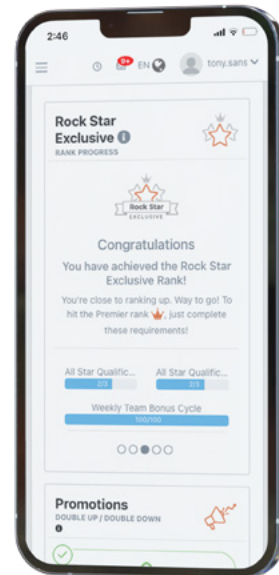 2:46
9+
EN
tony.sans
Rock Star
Exclusive
RANK PROGRESS
Rock Star
EXCLUSIVE
Congratulations
You have achieved the Rock Star
Exclusive Rank!
You're close to ranking up. Way to go! To
hit the Premier rank , just complete
these requirements!
All Star Qualific... All Star Qualific...
2/3 2/3
Weekly Team Bonus Cycle
100/100
Promotions
DOUBLE UP / DOUBLE DOWN